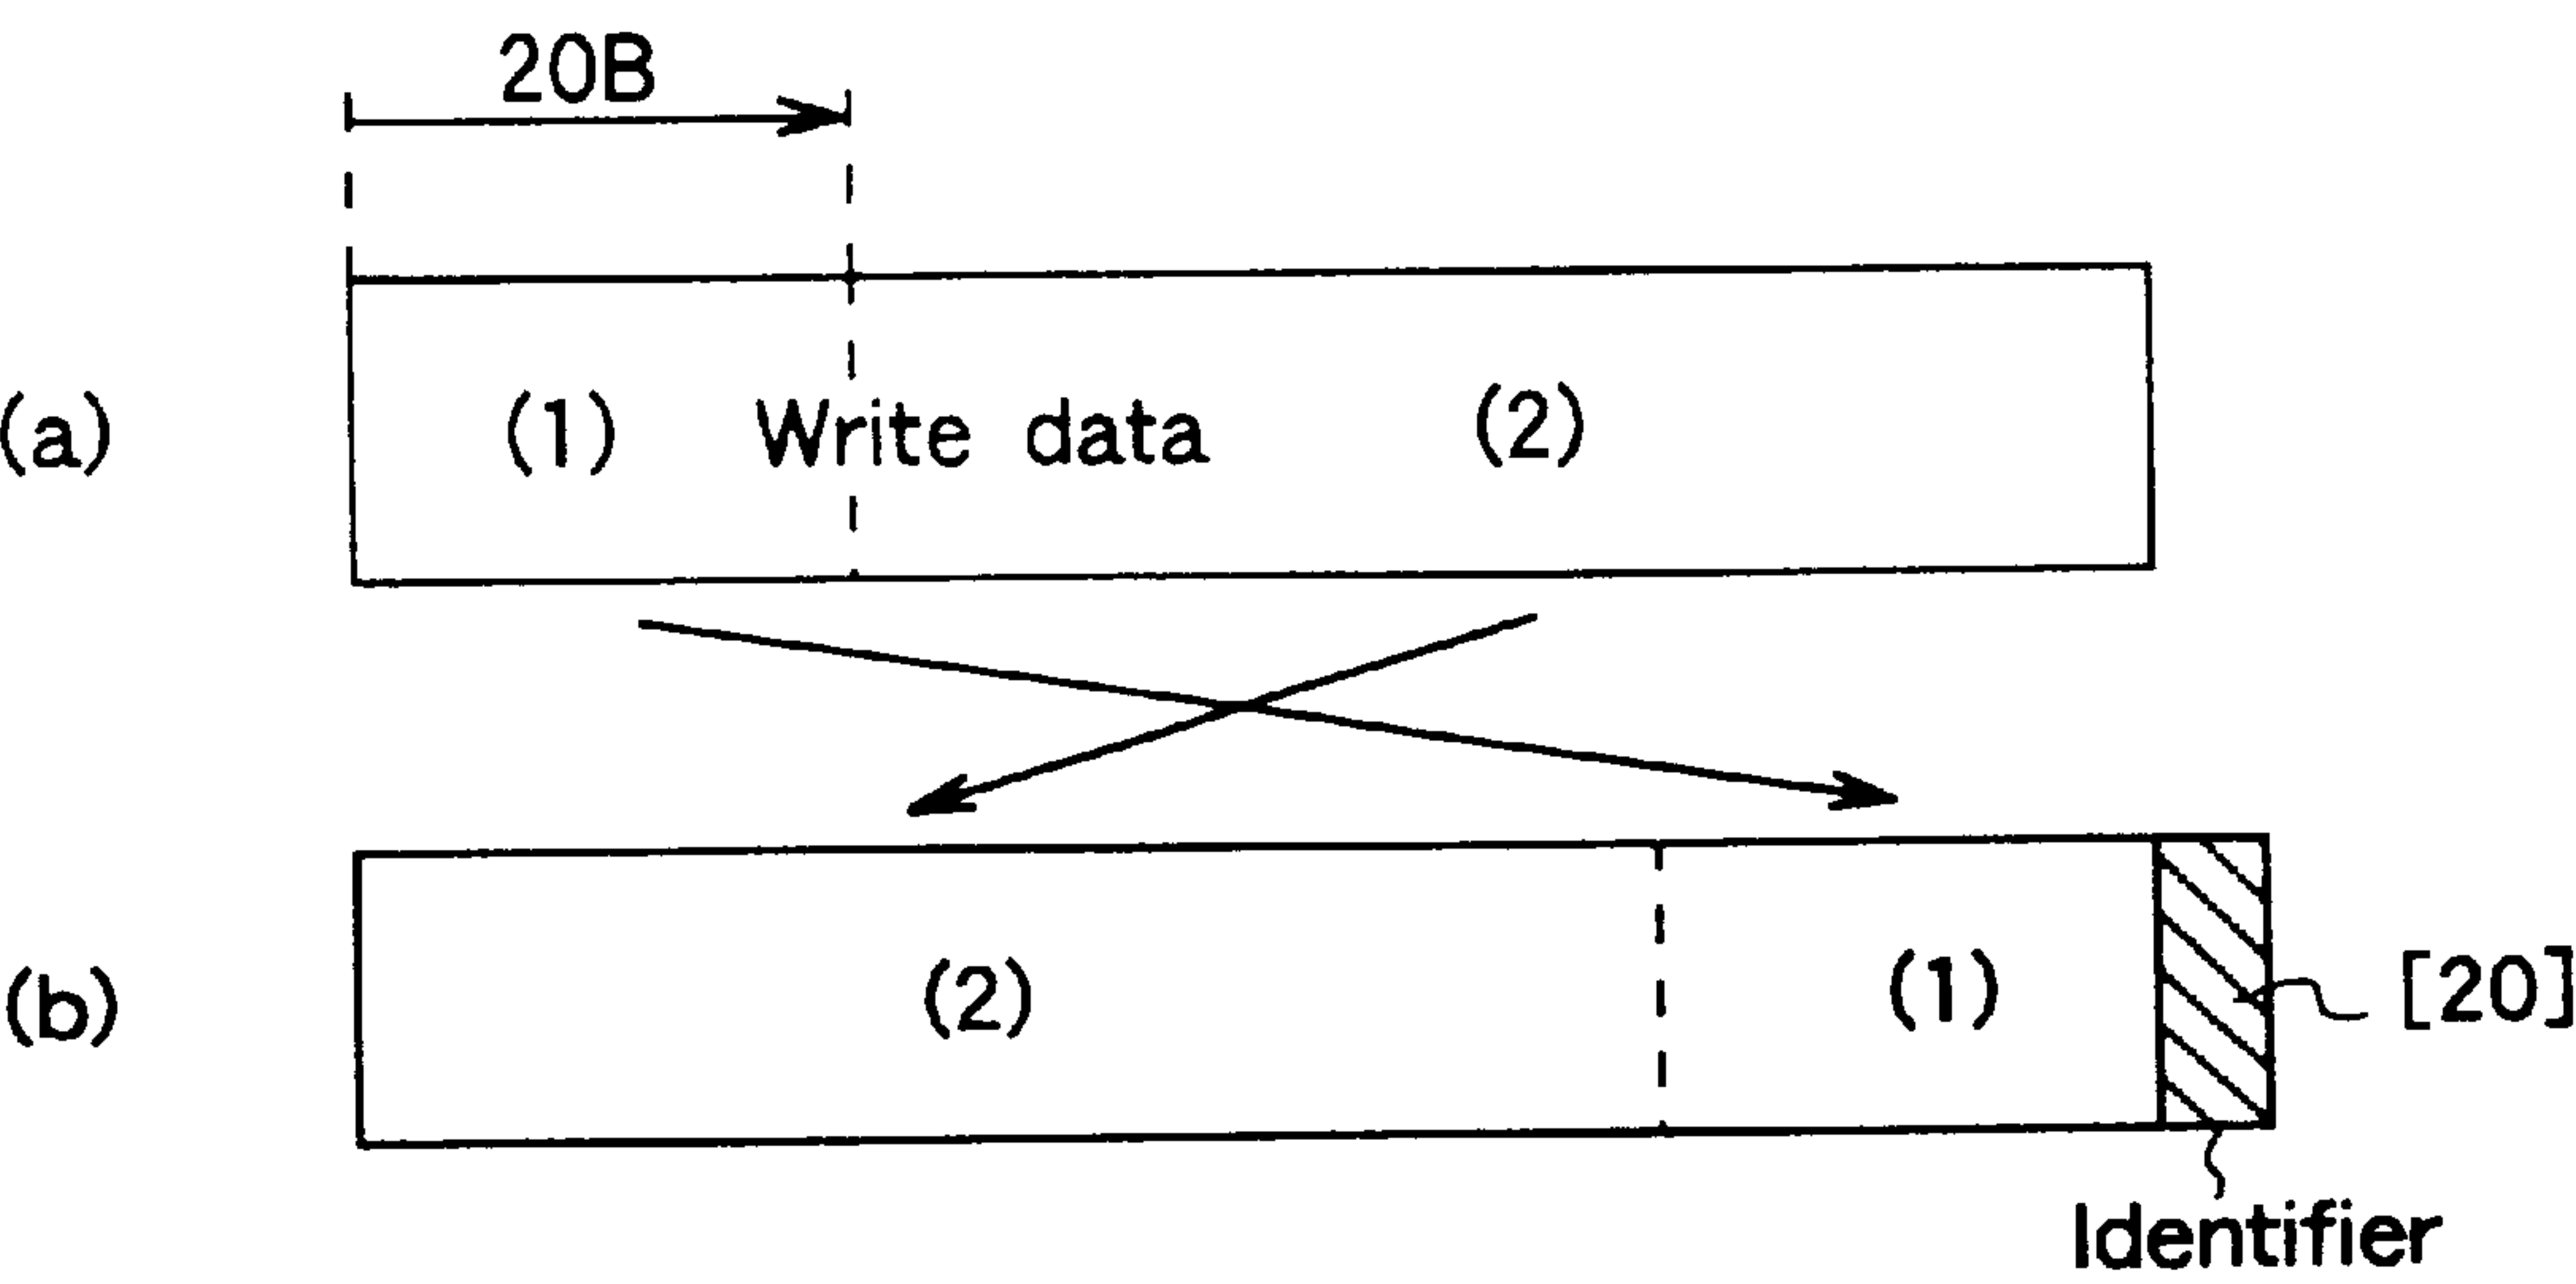 20B
(a) (1) Write data (2)
(b) (2) (1) [20]
Identifier